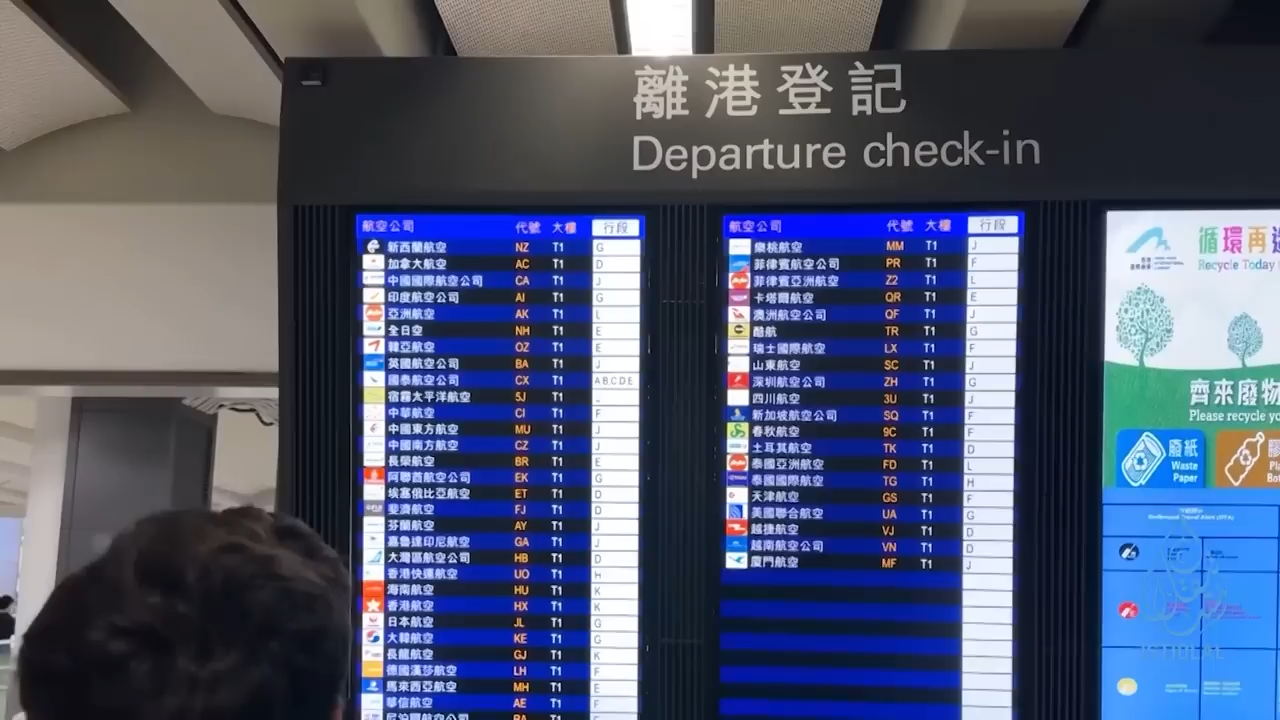 離港登記
Departure check-in
航空公司 代號 大樓 行段
新西蘭航空 NZ T1 G
加拿大航空 AC T1 D
中國國際航空公司 CA T1 J
印度航空公司 AI T1 G
亞洲航空 AK T1 L
全日空 NH T1 E
韓亞航空 OZ T1 E
英國航空公司 BA T1 J
國泰航空公司 CX T1 ABCDE
宿霧太平洋航空 5J T1
中華航空 CI T1 F
中國東方航空 MU T1 J
中國南方航空 CZ T1 J
長榮航空 BR T1 E
阿聯酋航空公司 EK T1 G
埃塞俄比亞航空 ET T1 D
斐濟航空 FJ T1 D
芬蘭航空 AY T1 J
嘉魯達印尼航空 GA T1 J
大灣區航空公司 HB T1 D
香港快運航空 UO T1 H
海南航空 HU T1 K
香港航空 HX T1 K
日本航空 JL T1 G
大韓航空 KE T1 G
長龍航空 GJ T1 K
德國漢莎航空 LH T1 F
馬來西亞航空 MH T1 E
華信航空 AE T1 F
尼泊爾航空公司 RA T1
航空公司 代號 大樓 行段
樂桃航空 MM T1 J
菲律賓航空公司 PR T1 F
菲律賓亞洲航空 Z2 T1 L
卡塔爾航空 QR T1 E
澳洲航空公司 QF T1 J
酷航 TR T1 G
瑞士國際航空 LX T1 F
山東航空 SC T1 J
深圳航空公司 ZH T1 G
四川航空 3U T1 J
新加坡航空公司 SQ T1 F
春秋航空 9C T1 F
土耳其航空 TK T1 D
泰國亞洲航空 FD T1 L
泰國國際航空 TG T1 H
天津航空 GS T1 F
美國聯合航空 UA T1 G
越捷航空 VJ T1 D
越南航空公司 VN T1 D
廈門航空 MF T1 J
循環再
Recycle Today
齊來廢物
Please recycle yo
廢紙
Waste
Paper
膠